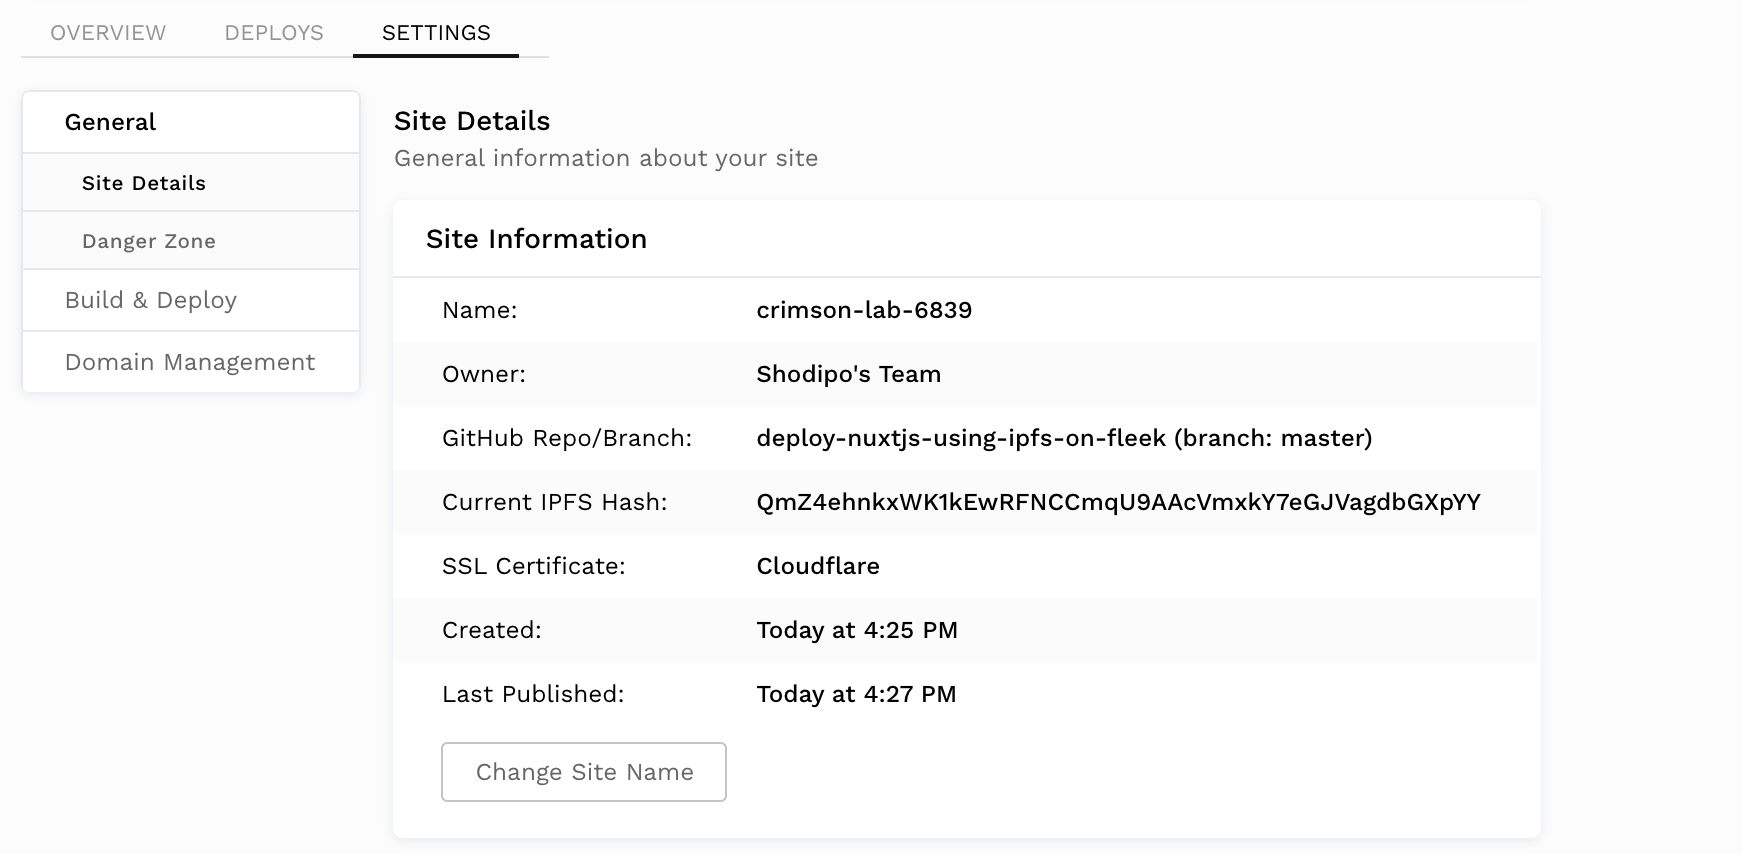 OVERVIEW DEPLOYS SETTINGS
General
Site Details
Danger Zone
Build & Deploy
Domain Management
Site Details
General information about your site
Site Information
Name: crimson-lab-6839
Owner: Shodipo's Team
GitHub Repo/Branch: deploy-nuxtjs-using-ipfs-on-fleek (branch: master)
Current IPFS Hash: QmZ4ehnkxWK1kEwRFNCCmqU9AAcVmxkY7eGJVagdbGXpYY
SSL Certificate: Cloudflare
Created: Today at 4:25 PM
Last Published: Today at 4:27 PM
Change Site Name